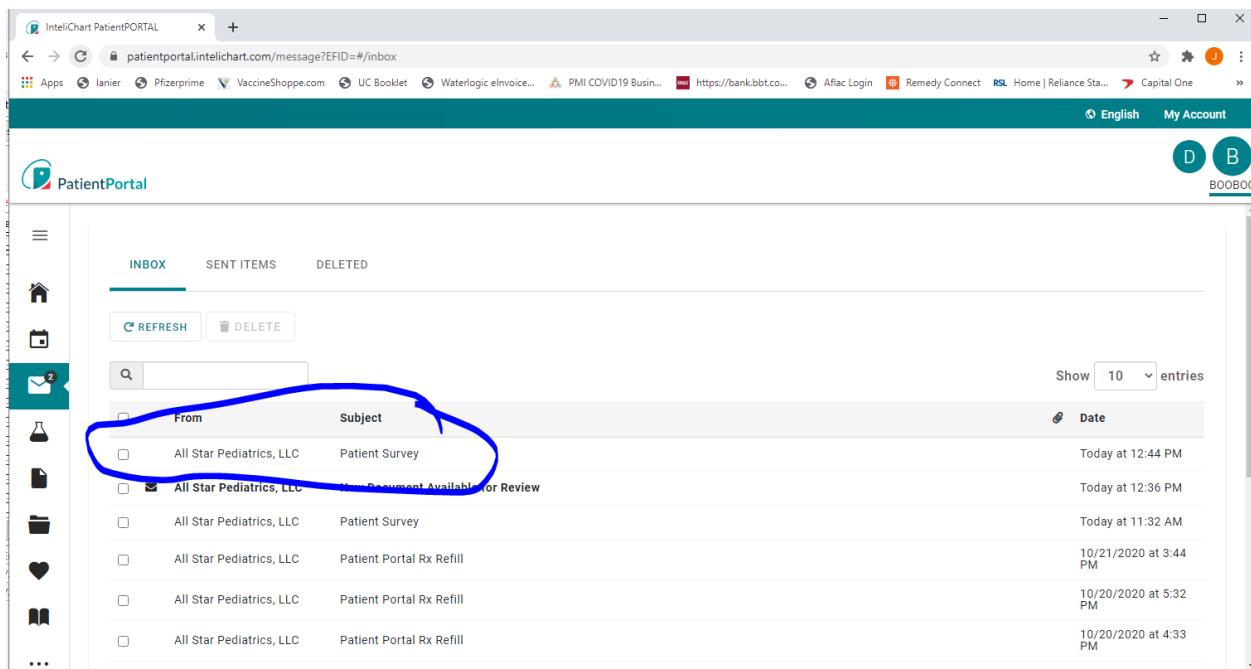 InteliChart PatientPORTAL
patientportal.intelichart.com/message?EFID=#/inbox
Apps lanier Pfizerprime VaccineShoppe.com UC Booklet Waterlogic eInvoice... PMI COVID19 Busin... https://bank.bbt.co... Aflac Login Remedy Connect RSL Home | Reliance Sta... Capital One »
English My Account
D B
PatientPortal
BOOBOO
INBOX SENT ITEMS DELETED
REFRESH DELETE
Show 10 entries
From Subject Date
All Star Pediatrics, LLC Patient Survey Today at 12:44 PM
2
All Star Pediatrics, LLC New Document Available for Review Today at 12:36 PM
All Star Pediatrics, LLC Patient Survey Today at 11:32 AM
All Star Pediatrics, LLC Patient Portal Rx Refill 10/21/2020 at 3:44
PM
All Star Pediatrics, LLC Patient Portal Rx Refill 10/20/2020 at 5:32
PM
All Star Pediatrics, LLC Patient Portal Rx Refill 10/20/2020 at 4:33
PM